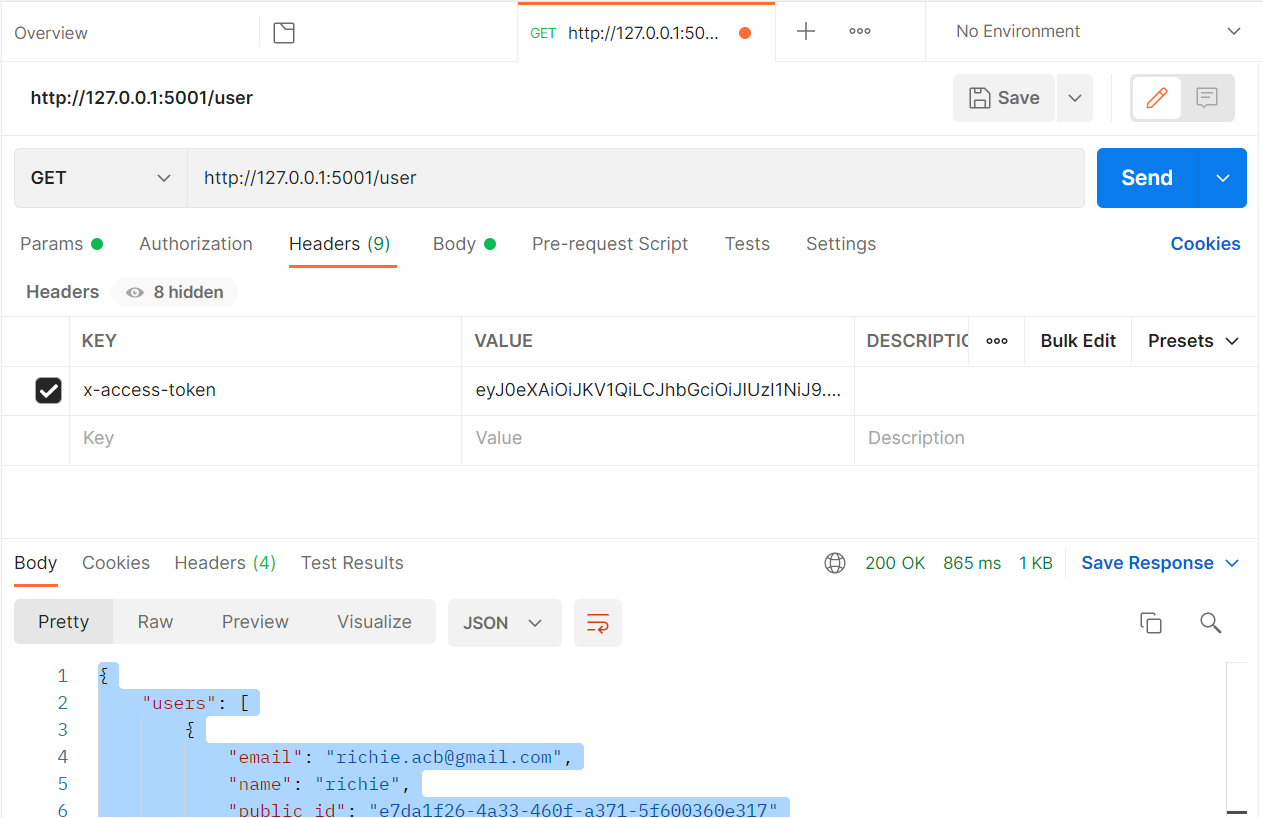 Overview
GET http://127.0.0.1:50...
No Environment
http://127.0.0.1:5001/user
Save
GET http://127.0.0.1:5001/user
Send
Params Authorization Headers (9) Body Pre-request Script Tests Settings Cookies
Headers 8 hidden
KEY VALUE DESCRIPTIO Bulk Edit Presets
x-access-token eyJ0eXAiOiJKV1QiLCJhbGciOiJIUzI1NiJ9....
Key Value Description
Body Cookies Headers (4) Test Results 200 OK 865 ms 1 KB Save Response
Pretty Raw Preview Visualize JSON
1 {
2 "users": [
3 {
4 "email": "richie.acb@gmail.com",
5 "name": "richie",
6 "public_id": "e7da1f26-4a33-460f-a371-5f600360e317"